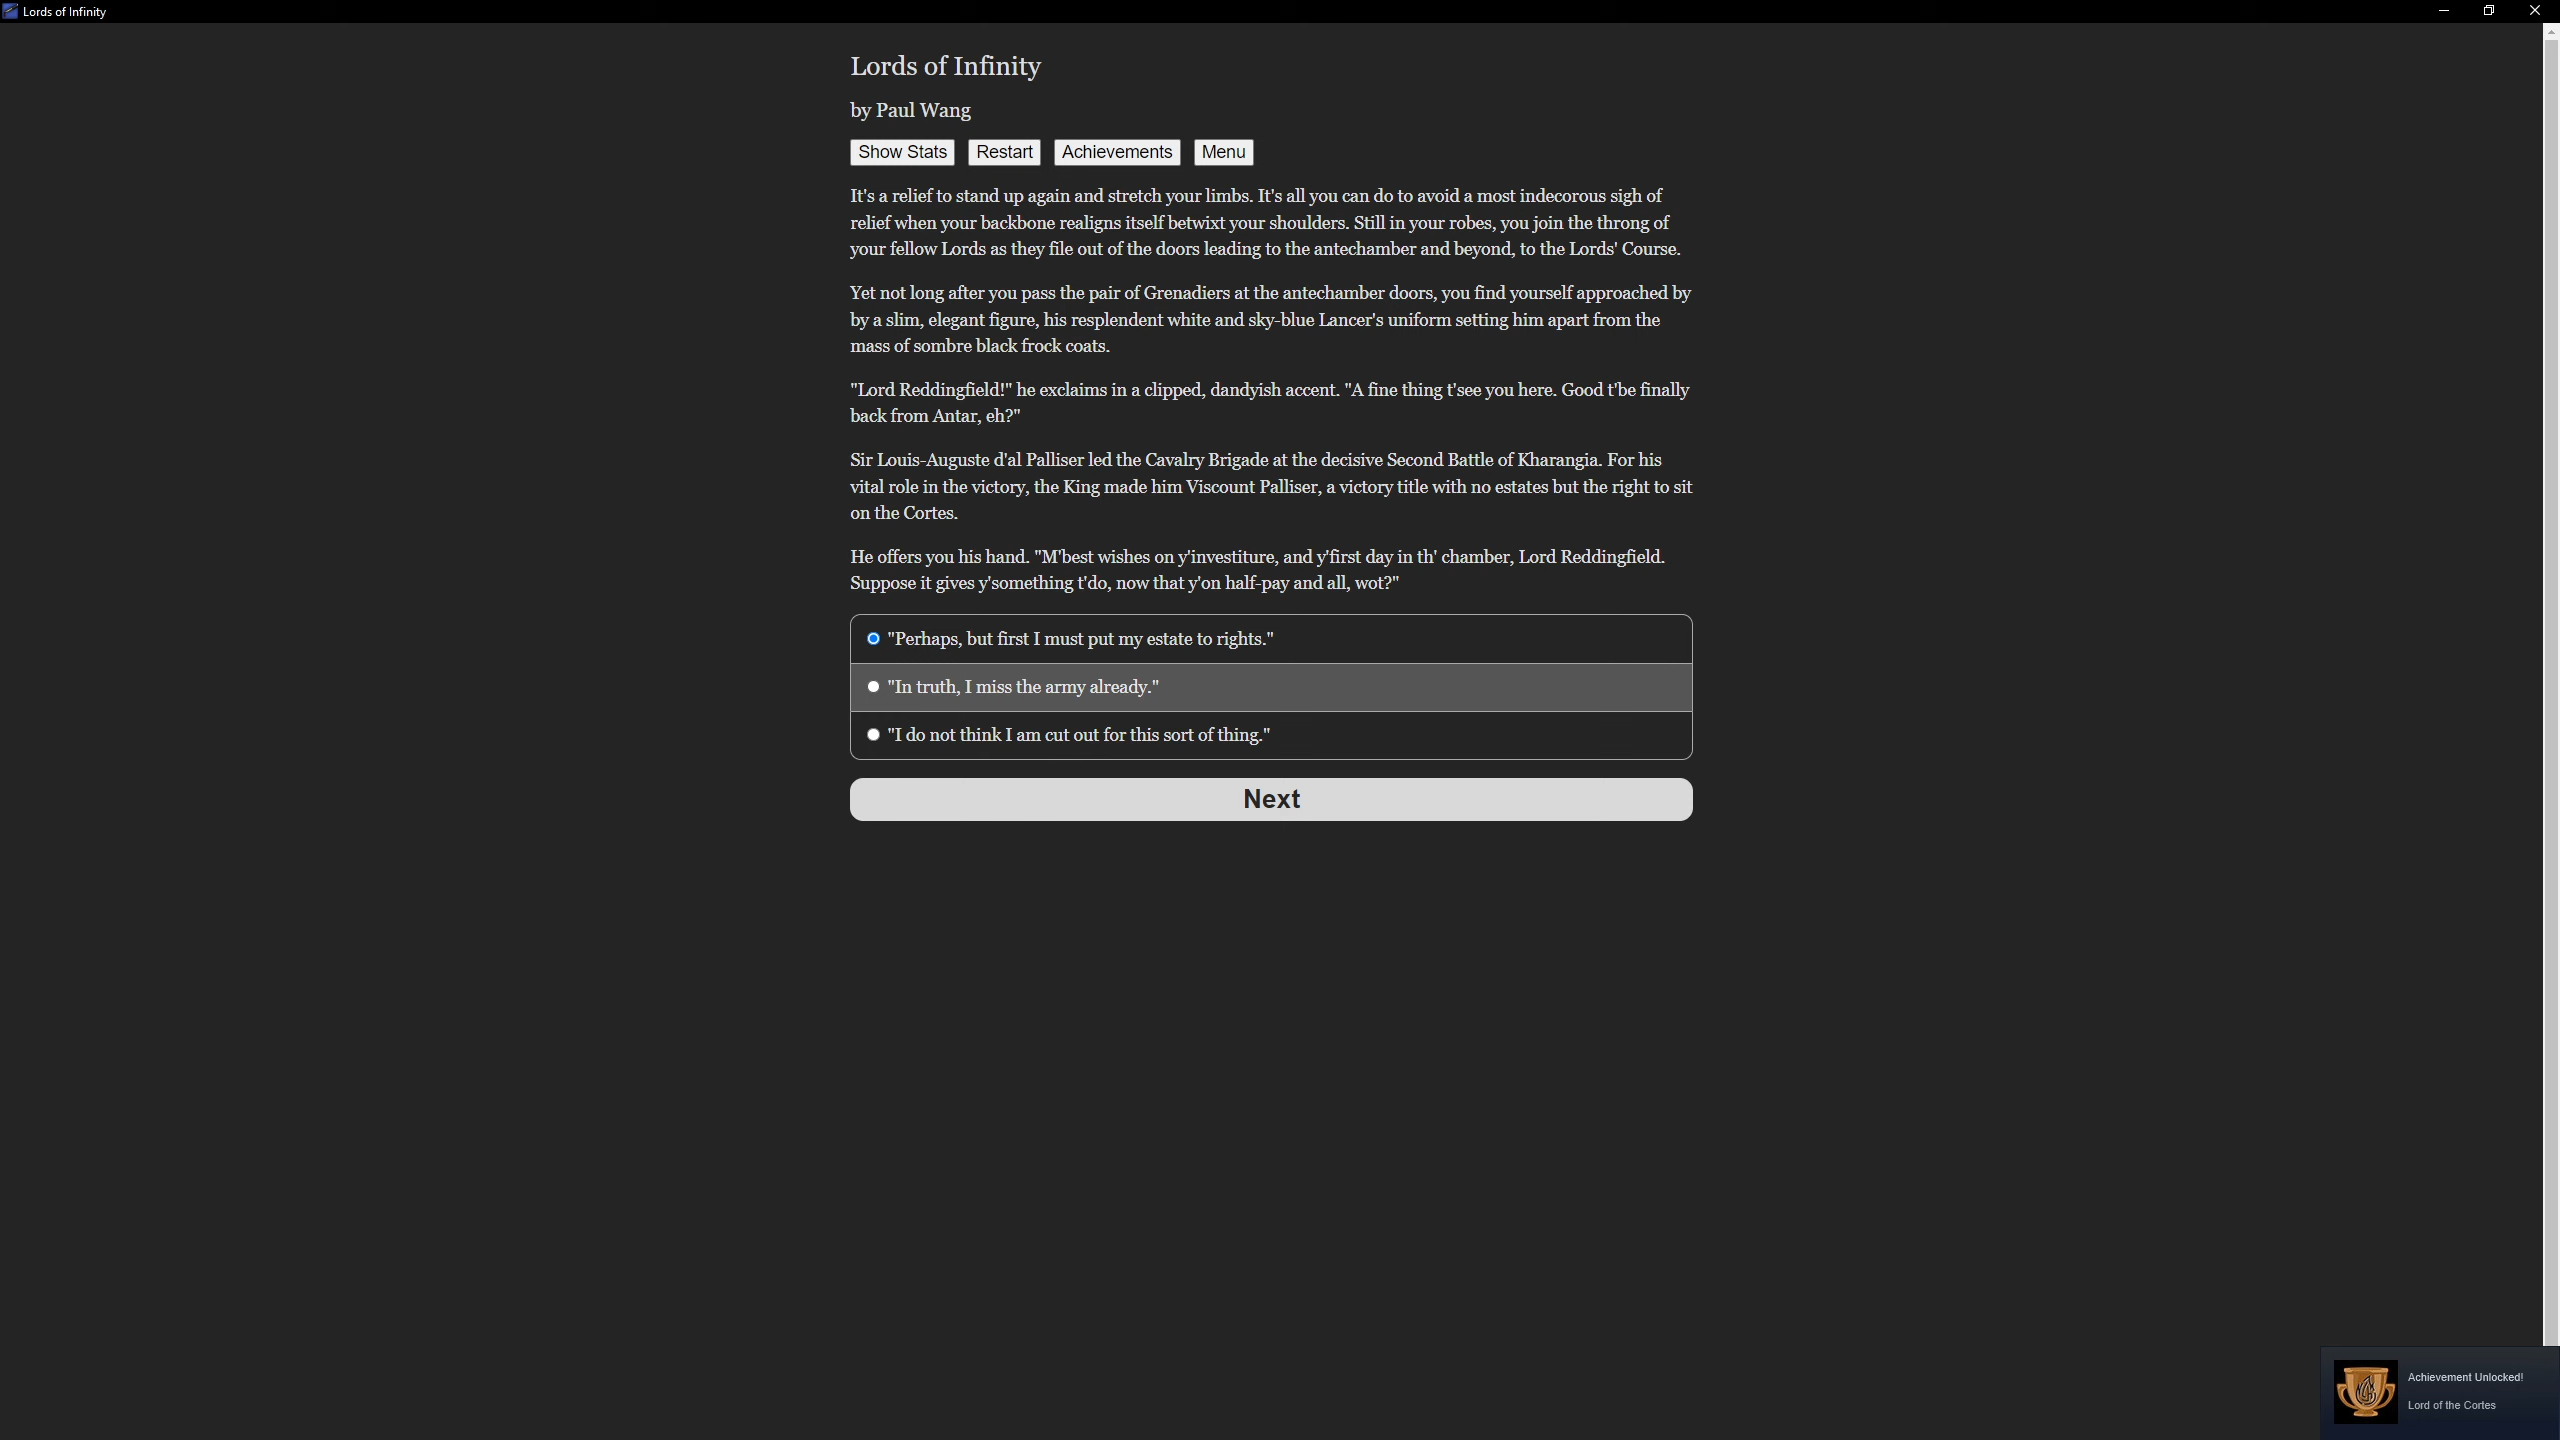 Lords of Infinity
Lords of Infinity
by Paul Wang
Show Stats Restart Achievements Menu
It's a relief to stand up again and stretch your limbs. It's all you can do to avoid a most indecorous sigh of
relief when your backbone realigns itself betwixt your shoulders. Still in your robes, you join the throng of
your fellow Lords as they file out of the doors leading to the antechamber and beyond, to the Lords' Course.
Yet not long after you pass the pair of Grenadiers at the antechamber doors, you find yourself approached by
by a slim, elegant figure, his resplendent white and sky-blue Lancer's uniform setting him apart from the
mass of sombre black frock coats.
"Lord Reddingfield!" he exclaims in a clipped, dandyish accent. "A fine thing t'see you here. Good t'be finally
back from Antar, eh?"
Sir Louis-Auguste d'al Palliser led the Cavalry Brigade at the decisive Second Battle of Kharangia. For his
vital role in the victory, the King made him Viscount Palliser, a victory title with no estates but the right to sit
on the Cortes.
He offers you his hand. "M'best wishes on y'investiture, and y'first day in th' chamber, Lord Reddingfield.
Suppose it gives y'something t'do, now that y'on half-pay and all, wot?"
"Perhaps, but first I must put my estate to rights."
"In truth, I miss the army already."
"I do not think I am cut out for this sort of thing."
Next
Achievement Unlocked!
Lord of the Cortes